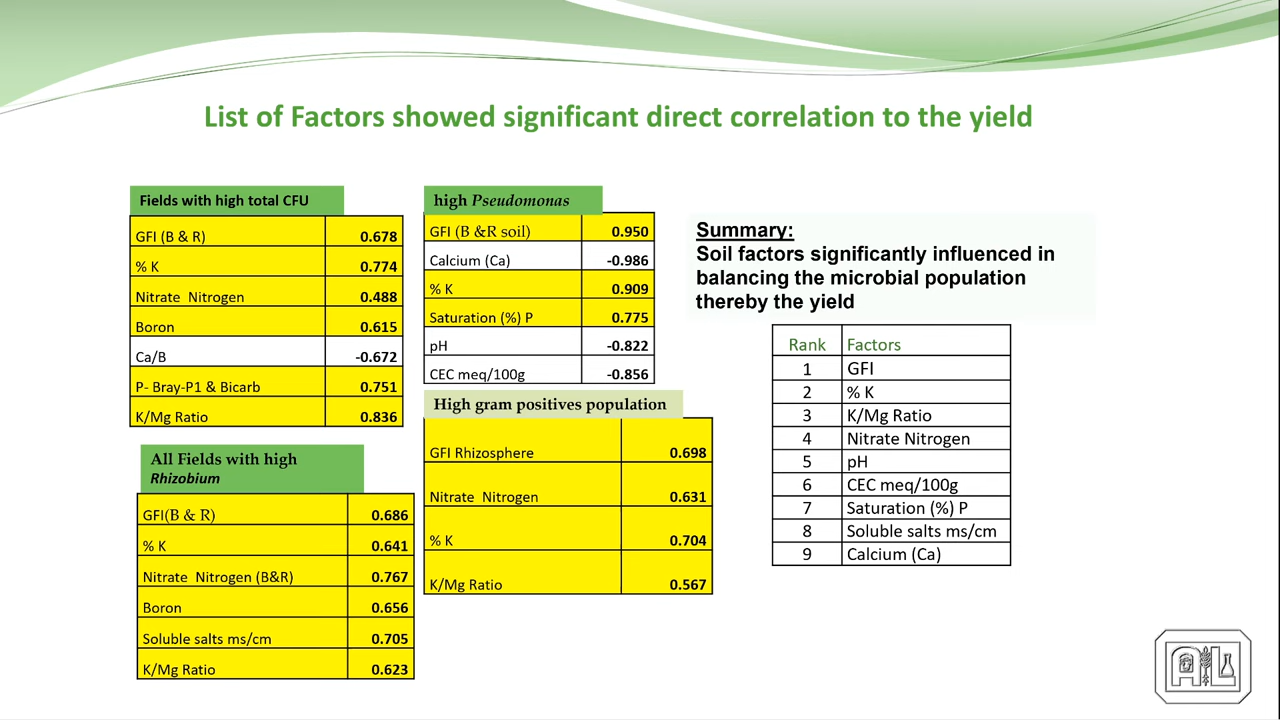 List of Factors showed significant direct correlation to the yield
Fields with high total CFU
GFI (B & R) 0.678
% K 0.774
Nitrate Nitrogen 0.488
Boron 0.615
Ca/B -0.672
P- Bray-P1 & Bicarb 0.751
K/Mg Ratio 0.836
All Fields with high
Rhizobium
GFI(B & R) 0.686
% K 0.641
Nitrate Nitrogen (B&R) 0.767
Boron 0.656
Soluble salts ms/cm 0.705
K/Mg Ratio 0.623
high Pseudomonas
GFI (B &R soil) 0.950
Calcium (Ca) -0.986
% K 0.909
Saturation (%) P 0.775
pH -0.822
CEC meq/100g -0.856
High gram positives population
GFI Rhizosphere 0.698
Nitrate Nitrogen 0.631
% K 0.704
K/Mg Ratio 0.567
Summary:
Soil factors significantly influenced in
balancing the microbial population
thereby the yield
Rank Factors
1 GFI
2 % K
3 K/Mg Ratio
4 Nitrate Nitrogen
5 pH
6 CEC meq/100g
7 Saturation (%) P
8 Soluble salts ms/cm
9 Calcium (Ca)
A&L